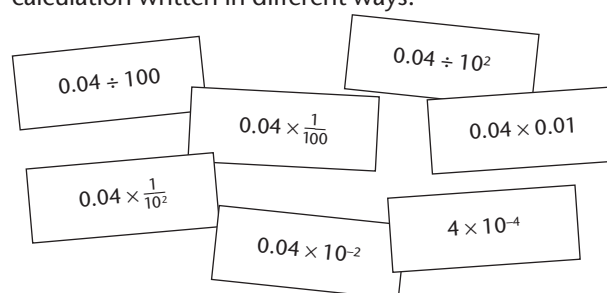 calculation written in different ways.
0.04 ÷ 100
0.04 ÷ 10²
0.04 × 1/100
0.04 × 0.01
0.04 × 1/10²
0.04 × 10⁻²
4 × 10⁻⁴